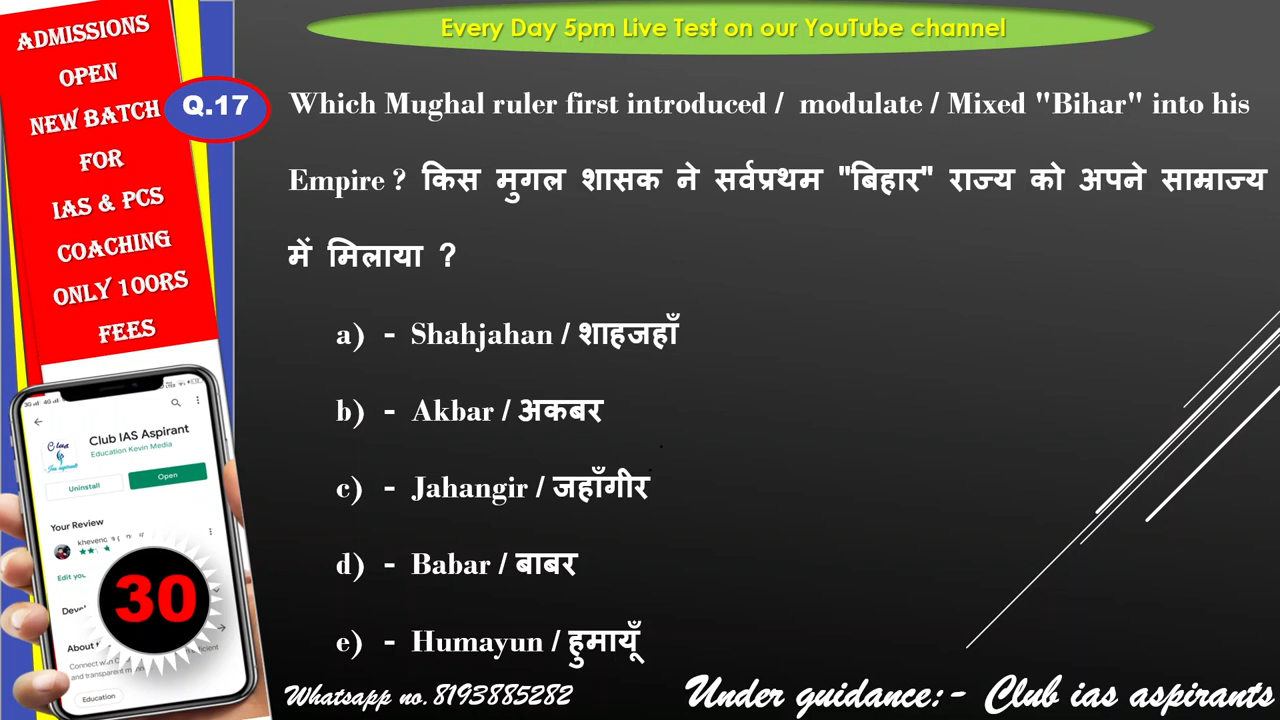 Every Day 5pm Live Test on our YouTube channel
ADMISSIONS
OPEN
NEW BATCH
FOR
IAS & PCS
COACHING
ONLY 100RS
FEES
Q.17
Which Mughal ruler first introduced / modulate / Mixed "Bihar" into his
Empire ? किस मुगल शासक ने सर्वप्रथम "बिहार" राज्य को अपने साम्राज्य
में मिलाया ?
a) - Shahjahan / शाहजहाँ
b) - Akbar / अकबर
c) - Jahangir / जहाँगीर
d) - Babar / बाबर
e) - Humayun / हुमायूँ
Club IAS Aspirant
Education Kevin Media
Uninstall
Open
Your Review
30
Education
Whatsapp no. 8193885282
Under guidance:- Club ias aspirants